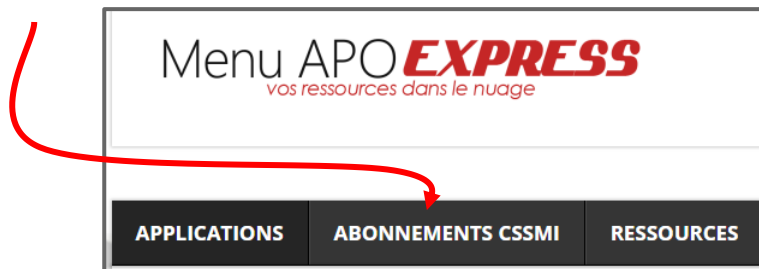 Menu APO EXPRESS
vos ressources dans le nuage
APPLICATIONS ABONNEMENTS CSSMI RESSOURCES